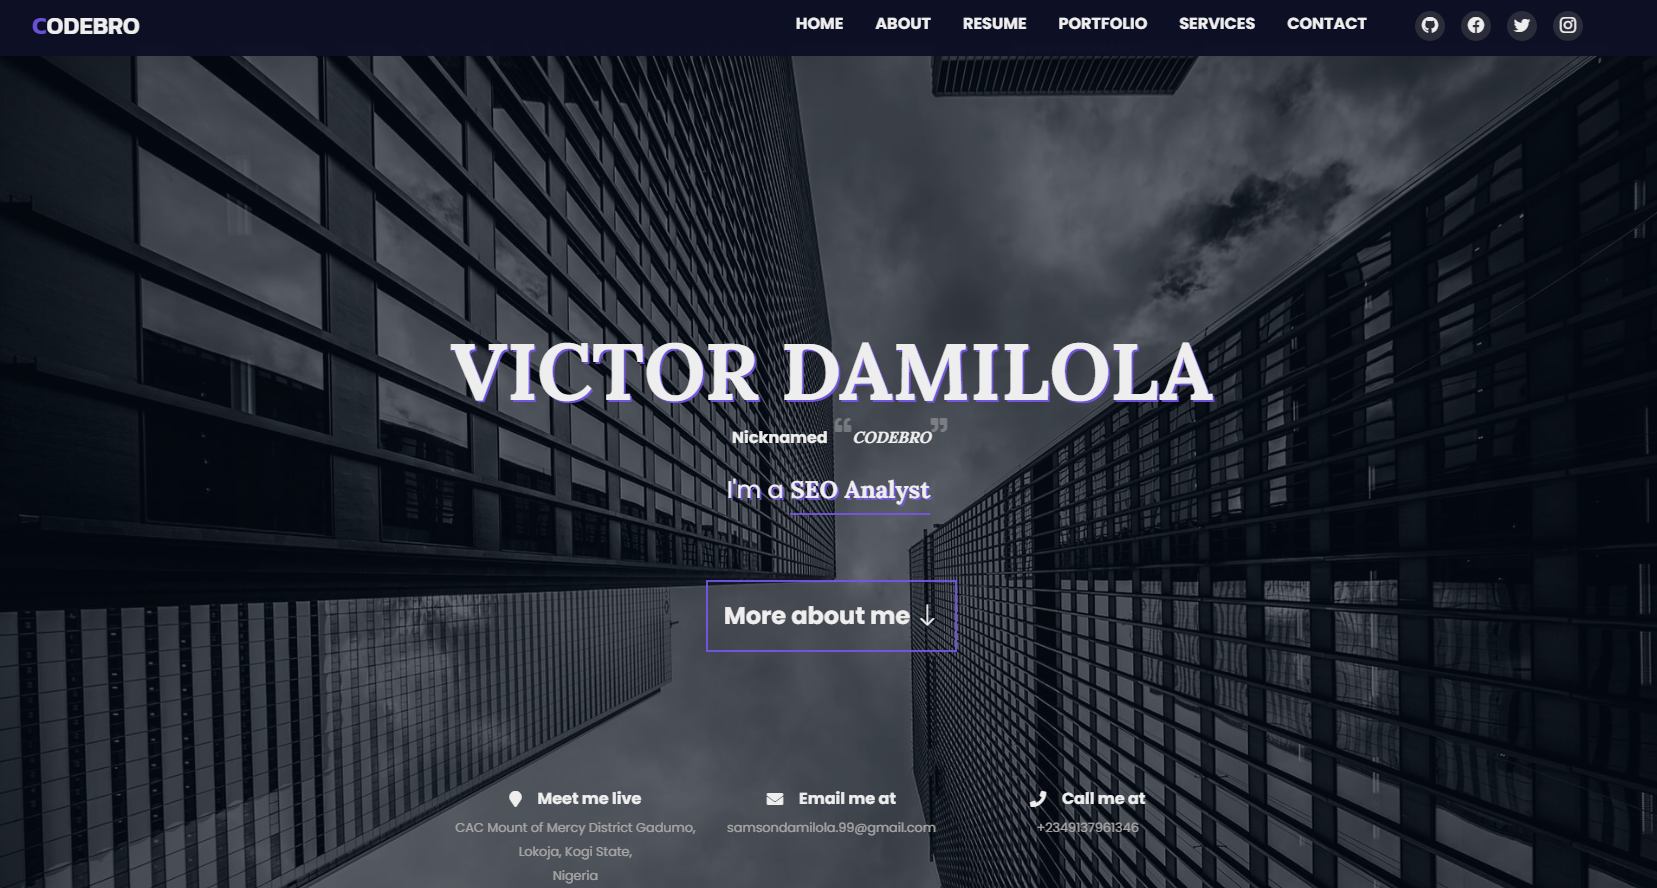 CODEBRO
HOME ABOUT RESUME PORTFOLIO SERVICES CONTACT
VICTOR DAMILOLA
Nicknamed “CODEBRO”
I'm a SEO Analyst
More about me ↓
Meet me live
CAC Mount of Mercy District Gadumo,
Lokoja, Kogi State,
Nigeria
Email me at
samsondamilola.99@gmail.com
Call me at
+2349137961346